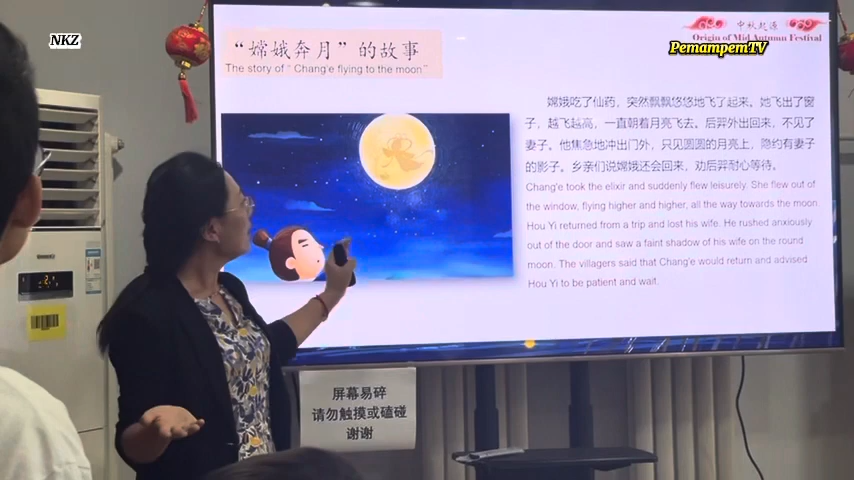 NKZ
中秋起源
Origin of Mid Autumn Festival
PemampemTV
“嫦娥奔月”的故事
The story of “ Chang'e flying to the moon”
嫦娥吃了仙药，突然飘飘悠悠地飞了起来。她飞出了窗
子，越飞越高，一直朝着月亮飞去。后羿外出回来，不见了
妻子。他焦急地冲出门外，只见圆圆的月亮上，隐约有妻子
的影子。乡亲们说嫦娥还会回来，劝后羿耐心等待。
Chang'e took the elixir and suddenly flew leisurely. She flew out of
the window, flying higher and higher, all the way towards the moon
Hou Yi returned from a trip and lost his wife. He rushed anxiously
out of the door and saw a faint shadow of his wife on the round
moon. The villagers said that Chang'e would return and advised
Hou Yi to be patient and wait.
屏幕易碎
请勿触摸或磕碰
谢谢